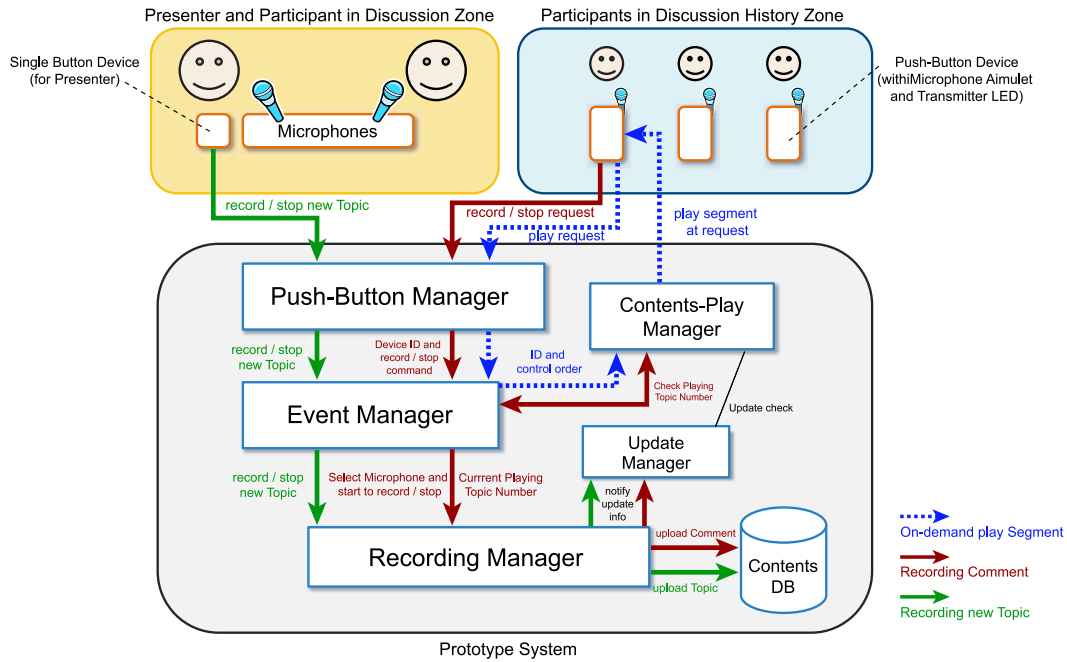 Presenter and Participant in Discussion Zone
Participants in Discussion History Zone
Single Button Device
(for Presenter)
Push-Button Device
(withiMicrophone Aimulet
and Transmitter LED)
Microphones
record / stop new Topic
record / stop request
play request
play segment
at request
Push-Button Manager
Contents-Play
Manager
record / stop
new Topic
Device ID and
record / stop
command
ID and
control order
Check Playing
Topic Number
Event Manager
Update check
Update
Manager
record / stop
new Topic
Select Microphone and
start to record / stop
Currrent Playing
Topic Number
notify
update
info
Recording Manager
upload Comment
upload Topic
Contents
DB
On-demand play Segment
Recording Comment
Recording new Topic
Prototype System